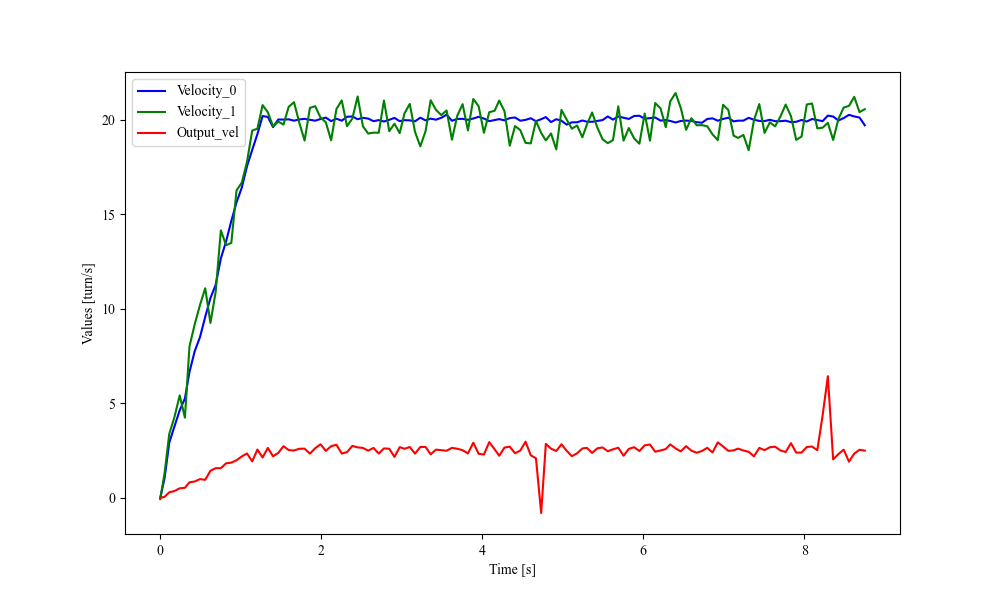 Velocity_0
Velocity_1
Output_vel
20
15
10
5
0
Values [turn/s]
0 2 4 6 8
Time [s]